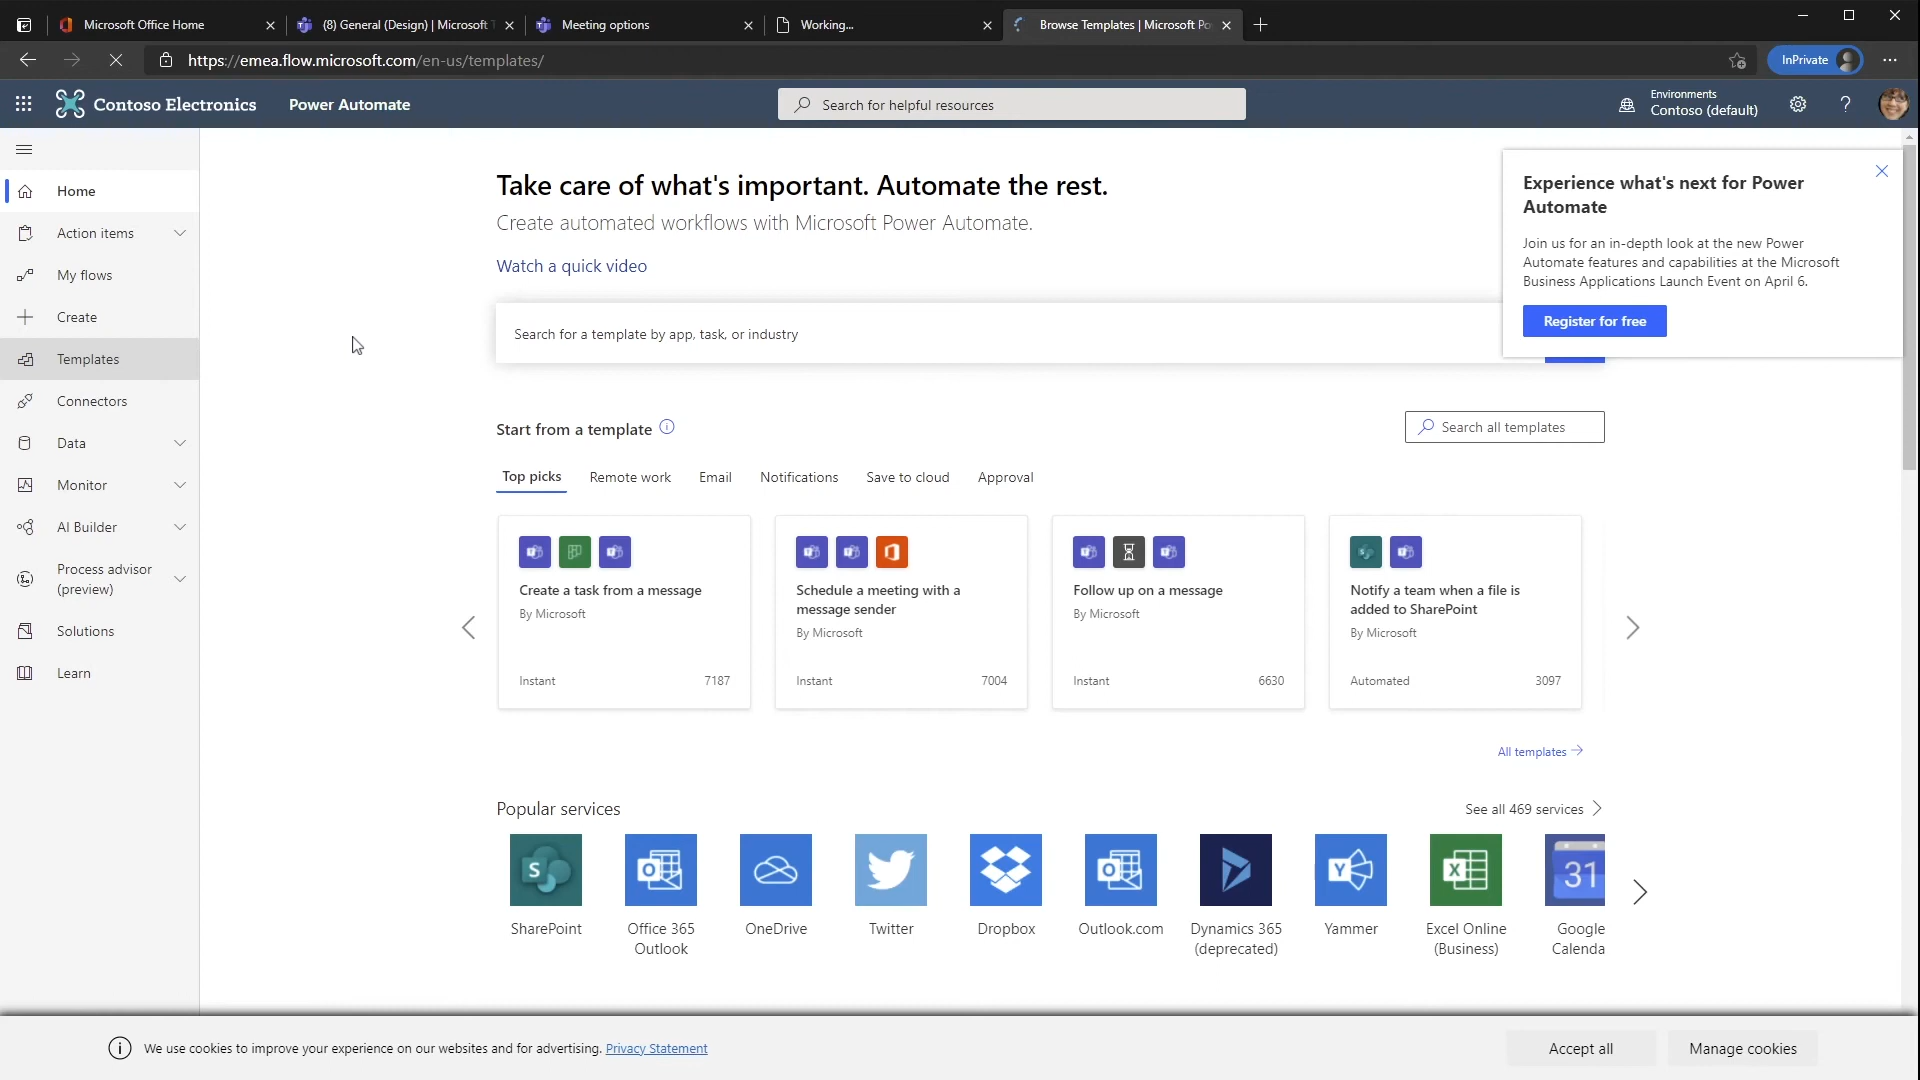 Microsoft Office Home
(8) General (Design) | Microsoft T
Meeting options
Working...
Browse Templates | Microsoft Po
https://emea.flow.microsoft.com/en-us/templates/
InPrivate
Contoso Electronics
Power Automate
Search for helpful resources
Environments
Contoso (default)
Home
Action items
My flows
Create
Templates
Connectors
Data
Monitor
AI Builder
Process advisor
(preview)
Solutions
Learn
Take care of what's important. Automate the rest.
Create automated workflows with Microsoft Power Automate.
Watch a quick video
Search for a template by app, task, or industry
Experience what's next for Power
Automate
Join us for an in-depth look at the new Power
Automate features and capabilities at the Microsoft
Business Applications Launch Event on April 6.
Register for free
Start from a template
Search all templates
Top picks
Remote work
Email
Notifications
Save to cloud
Approval
Create a task from a message
By Microsoft
Instant
7187
Schedule a meeting with a
message sender
By Microsoft
Instant
7004
Follow up on a message
By Microsoft
Instant
6630
Notify a team when a file is
added to SharePoint
By Microsoft
Automated
3097
All templates
Popular services
See all 469 services
31
SharePoint
Office 365
Outlook
OneDrive
Twitter
Dropbox
Outlook.com
Dynamics 365
(deprecated)
Yammer
Excel Online
(Business)
Google
Calenda
We use cookies to improve your experience on our websites and for advertising. Privacy Statement
Accept all
Manage cookies